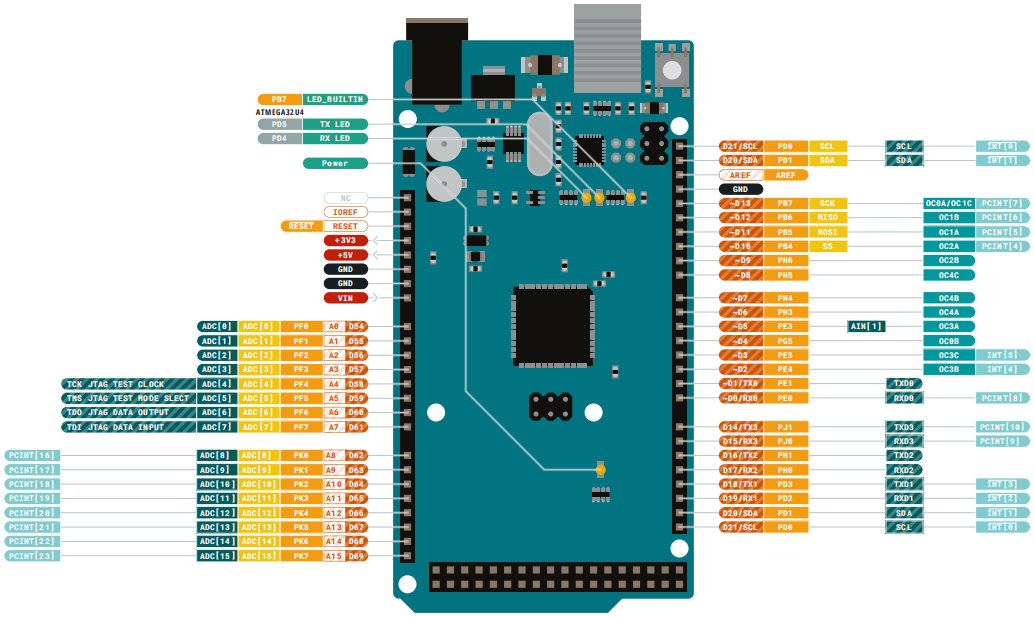 PB7 LED_BUILTIN
ATMEGA32U4
PD5 TX LED
PD4 RX LED
Power
NC
IOREF
RESET RESET
+3V3
+5V
GND
GND
VIN
ADC[0] ADC[0] PF0 A0 D54
ADC[1] ADC[1] PF1 A1 D55
ADC[2] ADC[2] PF2 A2 D56
ADC[3] ADC[3] PF3 A3 D57
TCK JTAG TEST CLOCK ADC[4] ADC[4] PF4 A4 D58
TMS JTAG TEST MODE SLECT ADC[5] ADC[5] PF5 A5 D59
TDO JTAG DATA OUTPUT ADC[6] ADC[6] PF6 A6 D60
TDI JTAG DATA INPUT ADC[7] ADC[7] PF7 A7 D61
PCINT[16] ADC[8] ADC[8] PK0 A8 D62
PCINT[17] ADC[9] ADC[9] PK1 A9 D63
PCINT[18] ADC[10] ADC[10] PK2 A10 D64
PCINT[19] ADC[11] ADC[11] PK3 A11 D65
PCINT[20] ADC[12] ADC[12] PK4 A12 D66
PCINT[21] ADC[13] ADC[13] PK5 A13 D67
PCINT[22] ADC[14] ADC[14] PK6 A14 D68
PCINT[23] ADC[15] ADC[15] PK7 A15 D69
D21/SCL PD0 SCL SCL INT[0]
D20/SDA PD1 SDA SDA INT[1]
AREF AREF
GND
~D13 PB7 SCK OC0A/OC1C PCINT[7]
~D12 PB6 MISO OC1B PCINT[6]
~D11 PB5 MOSI OC1A PCINT[5]
~D10 PB4 SS OC2A PCINT[4]
~D9 PH6 OC2B
~D8 PH5 OC4C
~D7 PH4 OC4B
~D6 PH3 OC4A
~D5 PE3 AIN[1] OC3A
~D4 PG5 OC0B
~D3 PE5 OC3C INT[5]
~D2 PE4 OC3B INT[4]
~D1/TX0 PE1 TXD0
~D0/RX0 PE0 RXD0 PCINT[8]
D14/TX3 PJ1 TXD3 PCINT[10]
D15/RX3 PJ0 RXD3 PCINT[9]
D16/TX2 PH1 TXD2
D17/RX2 PH0 RXD2
D18/TX1 PD3 TXD1 INT[3]
D19/RX1 PD2 RXD1 INT[2]
D20/SDA PD1 SDA INT[1]
D21/SCL PD0 SCL INT[0]